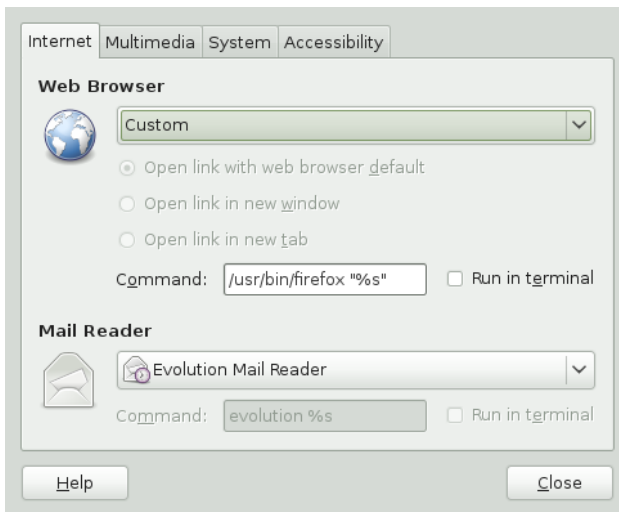 Internet Multimedia System Accessibility
Web Browser
Custom
Open link with web browser default
Open link in new window
Open link in new tab
Command: /usr/bin/firefox "%s" Run in terminal
Mail Reader
Evolution Mail Reader
Command: evolution %s Run in terminal
Help Close